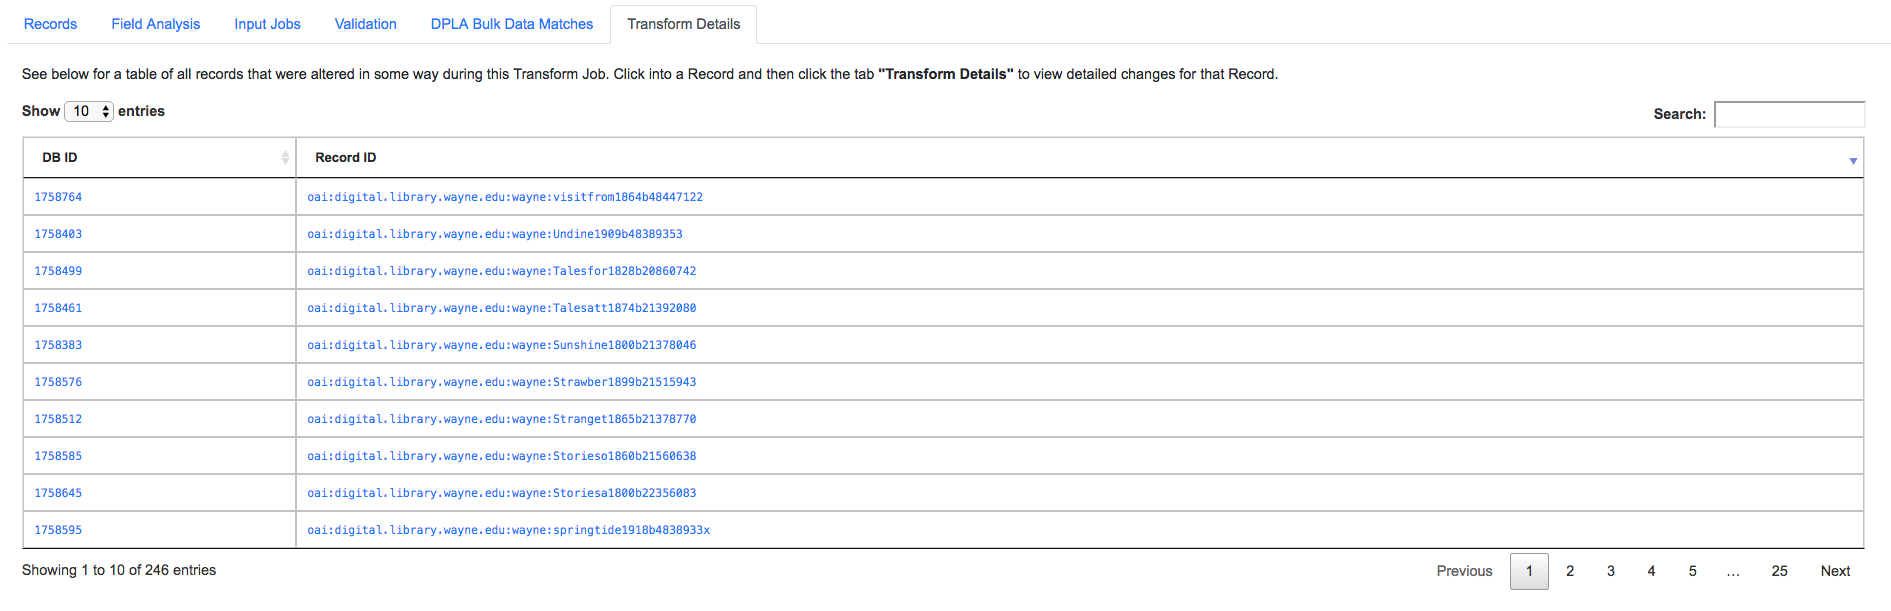 Records Field Analysis Input Jobs Validation DPLA Bulk Data Matches Transform Details
See below for a table of all records that were altered in some way during this Transform Job. Click into a Record and then click the tab "Transform Details" to view detailed changes for that Record.
Show 10 entries Search:
DB ID Record ID
1758764 oai:digital.library.wayne.edu:wayne:visitfrom1864b48447122
1758403 oai:digital.library.wayne.edu:wayne:Undine1909b48389353
1758499 oai:digital.library.wayne.edu:wayne:Talesfor1828b20860742
1758461 oai:digital.library.wayne.edu:wayne:Talesatt1874b21392080
1758383 oai:digital.library.wayne.edu:wayne:Sunshine1800b21378046
1758576 oai:digital.library.wayne.edu:wayne:Strawber1899b21515943
1758512 oai:digital.library.wayne.edu:wayne:Stranget1865b21378770
1758585 oai:digital.library.wayne.edu:wayne:Storieso1860b21560638
1758645 oai:digital.library.wayne.edu:wayne:Storiesa1800b22356083
1758595 oai:digital.library.wayne.edu:wayne:springtide1918b4838933x
Showing 1 to 10 of 246 entries Previous 1 2 3 4 5 … 25 Next